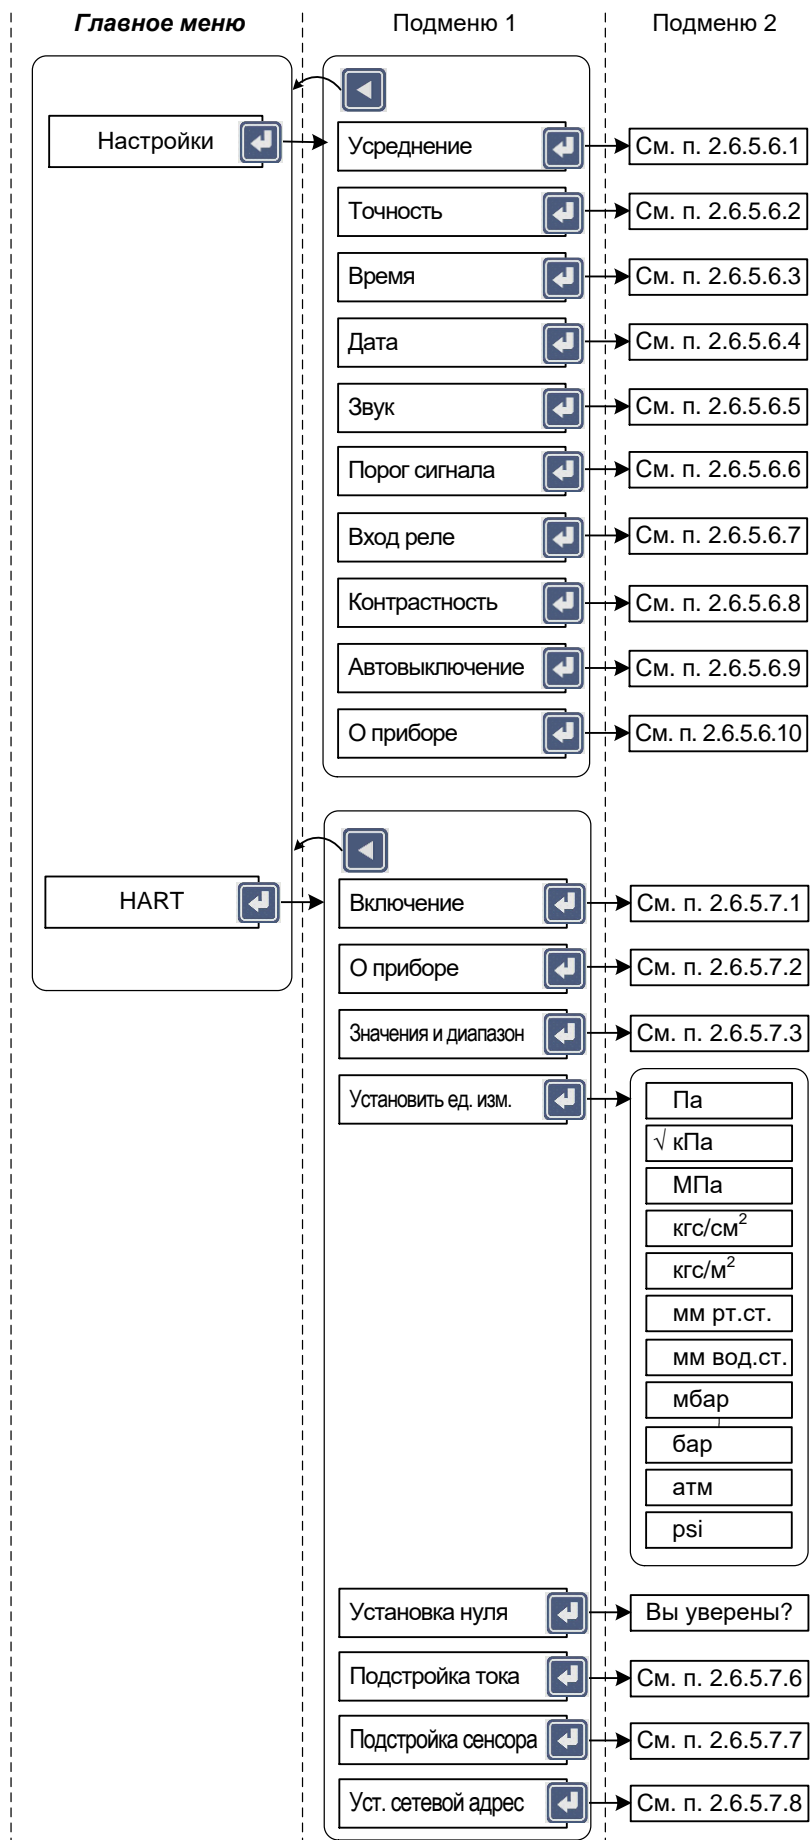 Главное меню
Подменю 1
Подменю 2
Настройки
Усреднение
См. п. 2.6.5.6.1
Точность
См. п. 2.6.5.6.2
Время
См. п. 2.6.5.6.3
Дата
См. п. 2.6.5.6.4
Звук
См. п. 2.6.5.6.5
Порог сигнала
См. п. 2.6.5.6.6
Вход реле
См. п. 2.6.5.6.7
Контрастность
См. п. 2.6.5.6.8
Автовыключение
См. п. 2.6.5.6.9
О приборе
См. п. 2.6.5.6.10
HART
Включение
См. п. 2.6.5.7.1
О приборе
См. п. 2.6.5.7.2
Значения и диапазон
См. п. 2.6.5.7.3
Установить ед. изм.
Па
√ кПа
МПа
кгс/см²
кгс/м²
мм рт.ст.
мм вод.ст.
мбар
бар
атм
psi
Установка нуля
Вы уверены?
Подстройка тока
См. п. 2.6.5.7.6
Подстройка сенсора
См. п. 2.6.5.7.7
Уст. сетевой адрес
См. п. 2.6.5.7.8